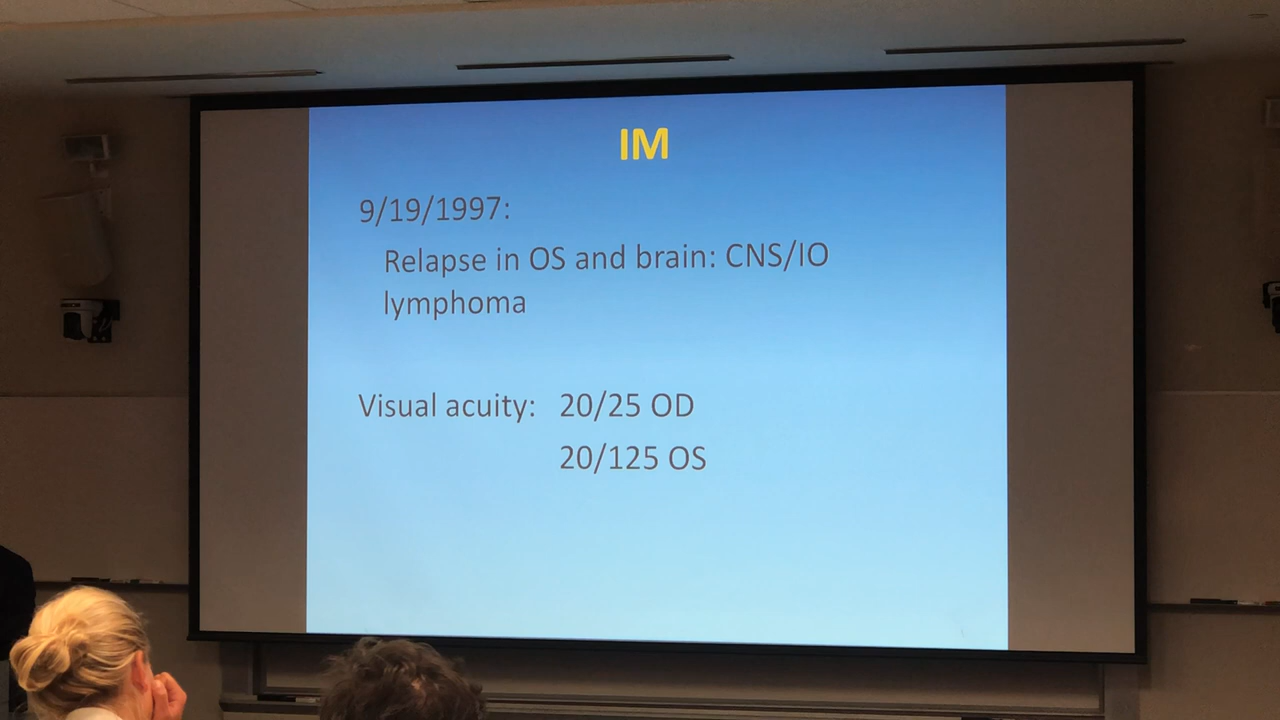 IM
9/19/1997:
Relapse in OS and brain: CNS/IO
lymphoma
Visual acuity: 20/25 OD
20/125 OS